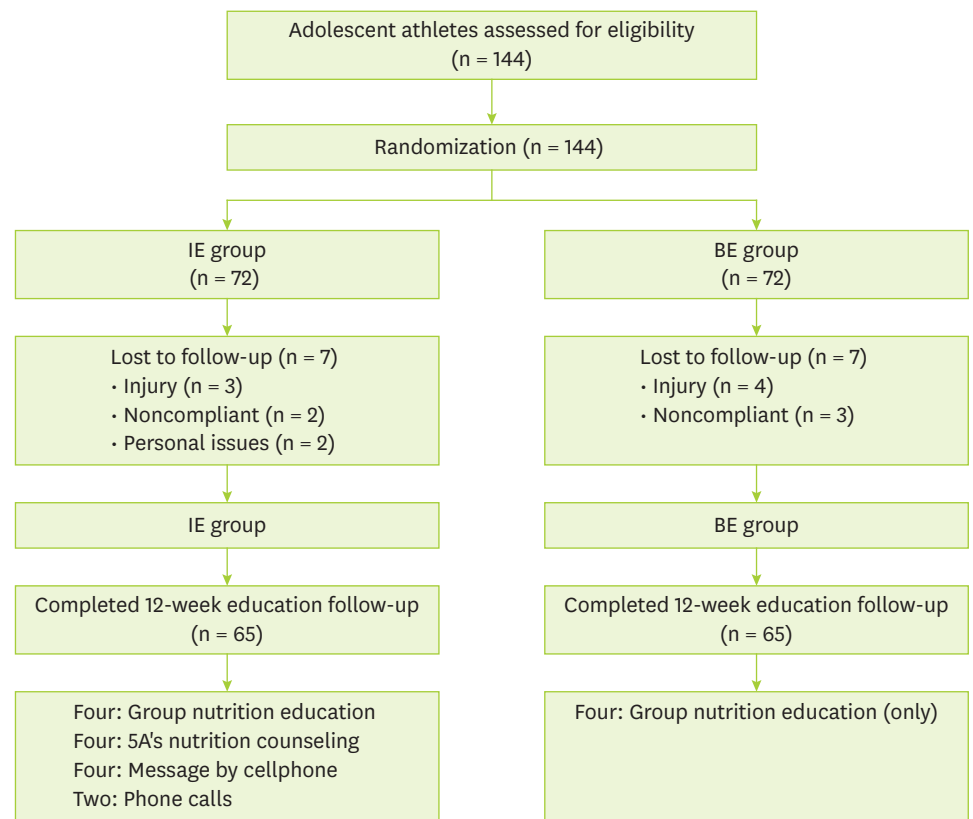 Adolescent athletes assessed for eligibility
(n = 144)
Randomization (n = 144)
IE group
(n = 72)
BE group
(n = 72)
Lost to follow-up (n = 7)
· Injury (n = 3)
· Noncompliant (n = 2)
· Personal issues (n = 2)
Lost to follow-up (n = 7)
· Injury (n = 4)
· Noncompliant (n = 3)
IE group
BE group
Completed 12-week education follow-up
(n = 65)
Completed 12-week education follow-up
(n = 65)
Four: Group nutrition education
Four: 5A's nutrition counseling
Four: Message by cellphone
Two: Phone calls
Four: Group nutrition education (only)